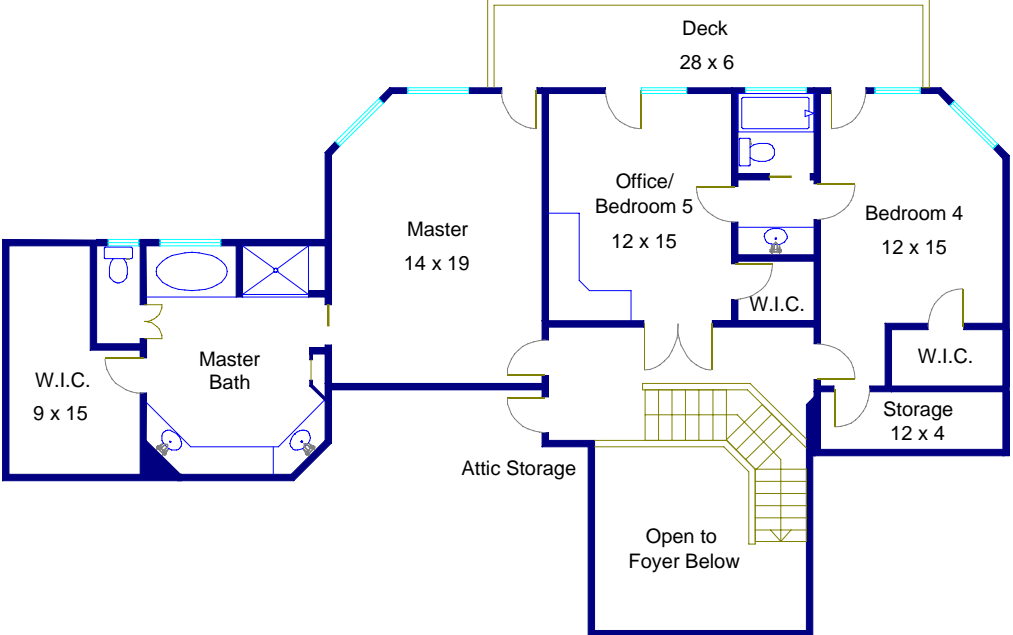 Deck
28 x 6
Office/
Bedroom 5
12 x 15
Bedroom 4
12 x 15
Master
14 x 19
W.I.C.
W.I.C.
Master
Bath
W.I.C.
9 x 15
Storage
12 x 4
Attic Storage
Open to
Foyer Below